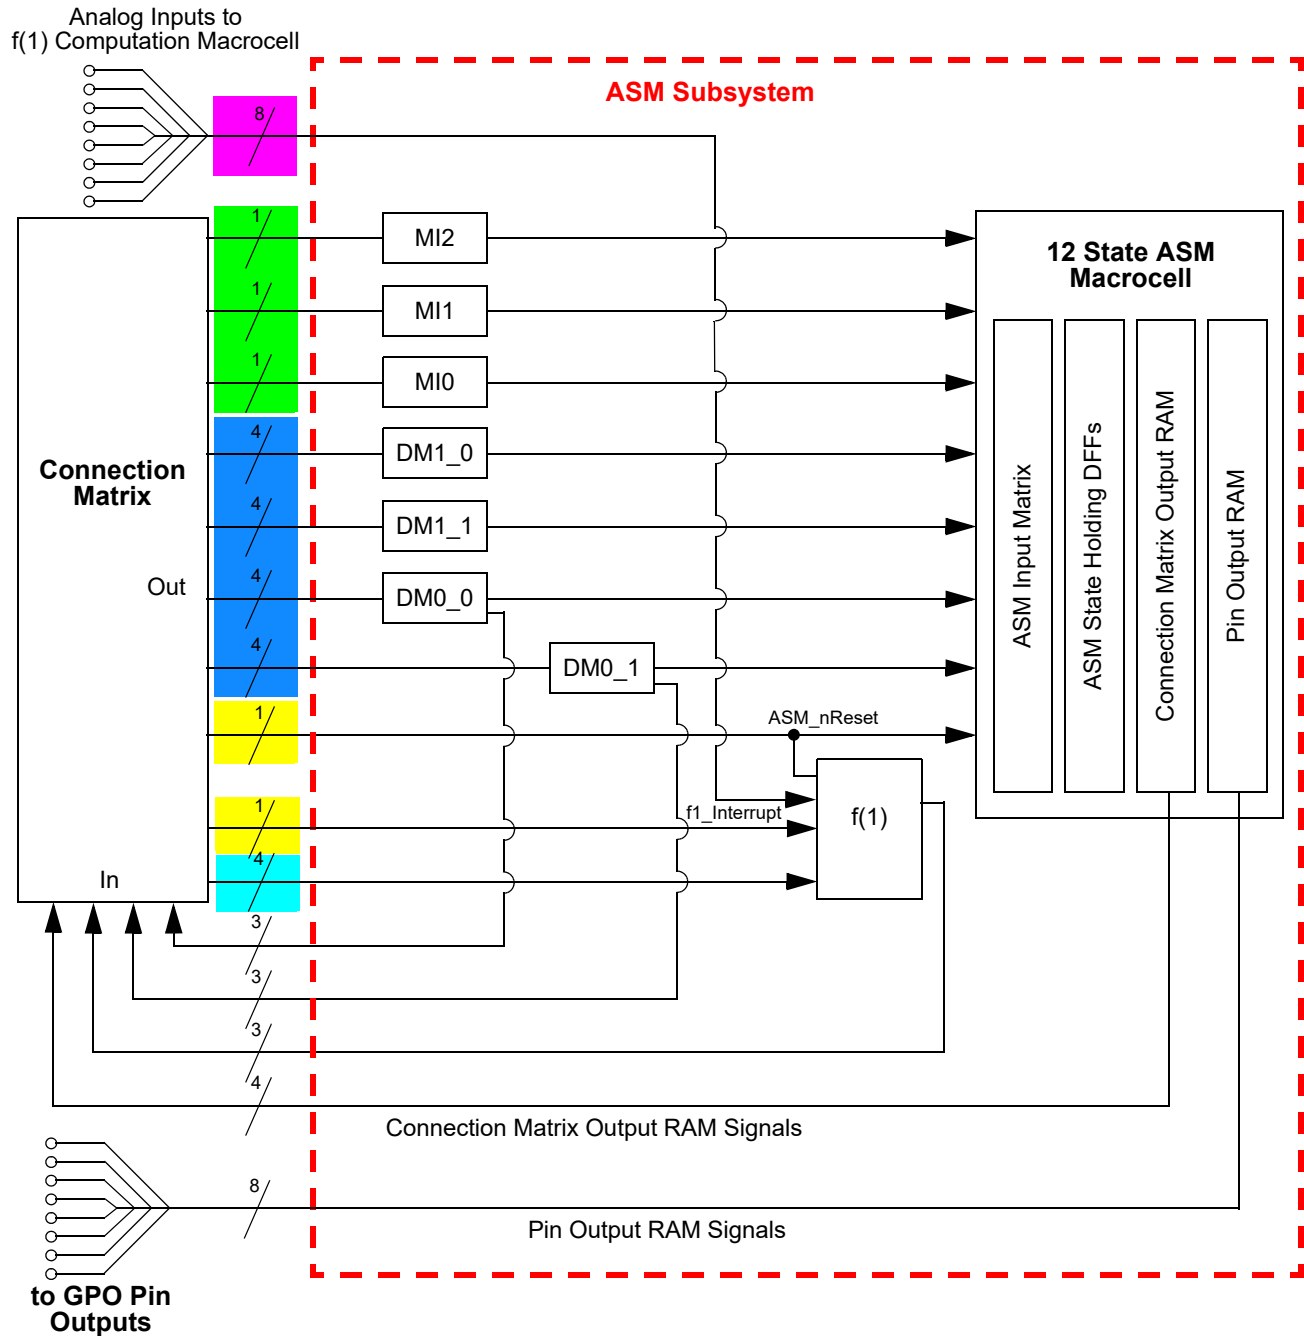 Analog Inputs to
f(1) Computation Macrocell
ASM Subsystem
8
1
MI2
12 State ASM
Macrocell
1
MI1
1
MI0
4
DM1_0
Connection
Matrix
4
DM1_1
Out
4
DM0_0
4
DM0_1
ASM Input Matrix
ASM State Holding DFFs
Connection Matrix Output RAM
Pin Output RAM
1
ASM_nReset
1
f1_Interrupt
f(1)
4
In
3
3
3
4
Connection Matrix Output RAM Signals
8
Pin Output RAM Signals
to GPO Pin
Outputs